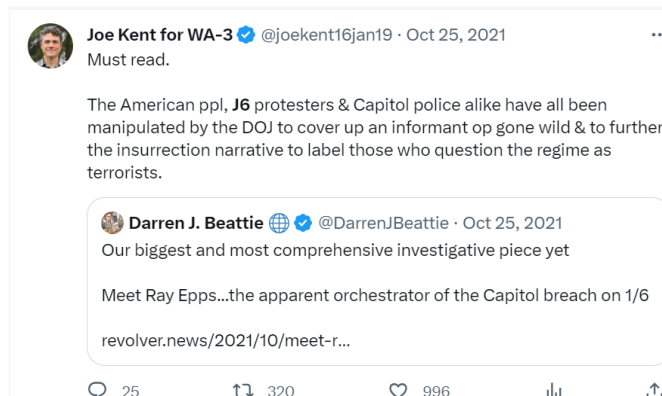 Joe Kent for WA-3 @joekent16jan19 · Oct 25, 2021
Must read.
The American ppl, J6 protesters & Capitol police alike have all been
manipulated by the DOJ to cover up an informant op gone wild & to further
the insurrection narrative to label those who question the regime as
terrorists.
Darren J. Beattie @DarrenJBeattie · Oct 25, 2021
Our biggest and most comprehensive investigative piece yet
Meet Ray Epps...the apparent orchestrator of the Capitol breach on 1/6
revolver.news/2021/10/meet-r...
25 320 996